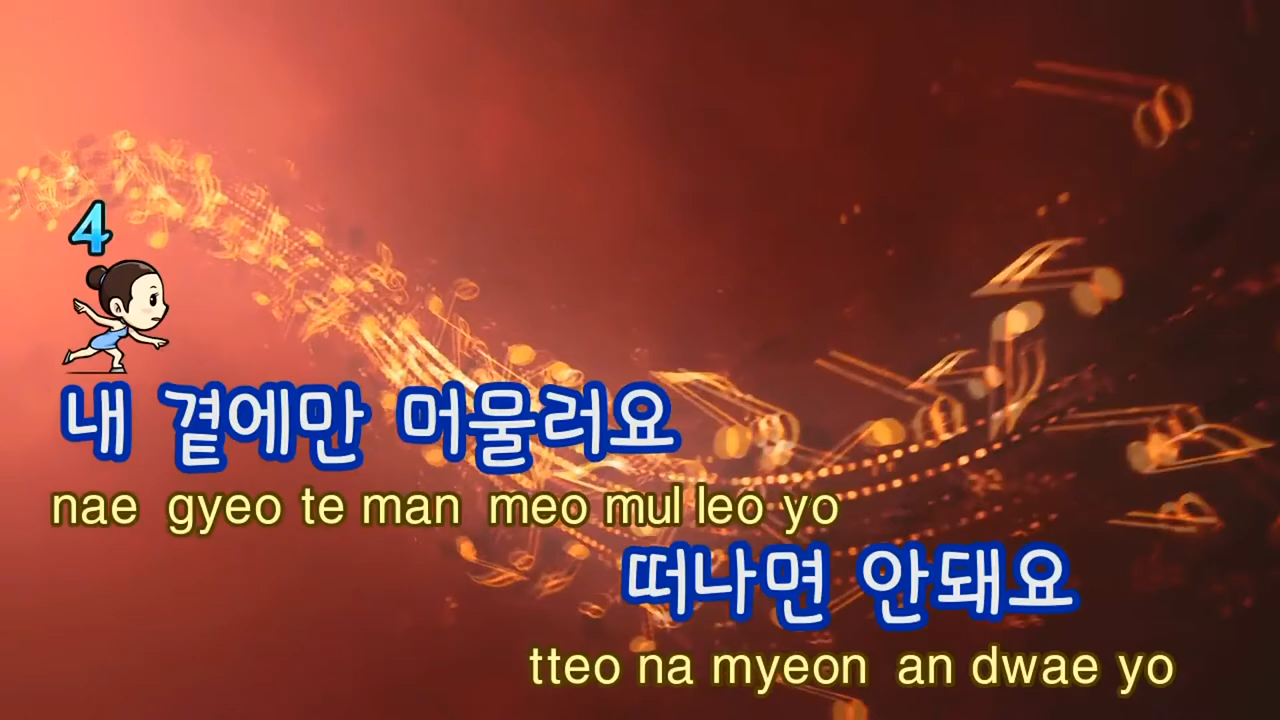 4
내 곁에만 머물러요
nae gyeo te man meo mul leo yo
떠나면 안돼요
tteo na myeon an dwae yo